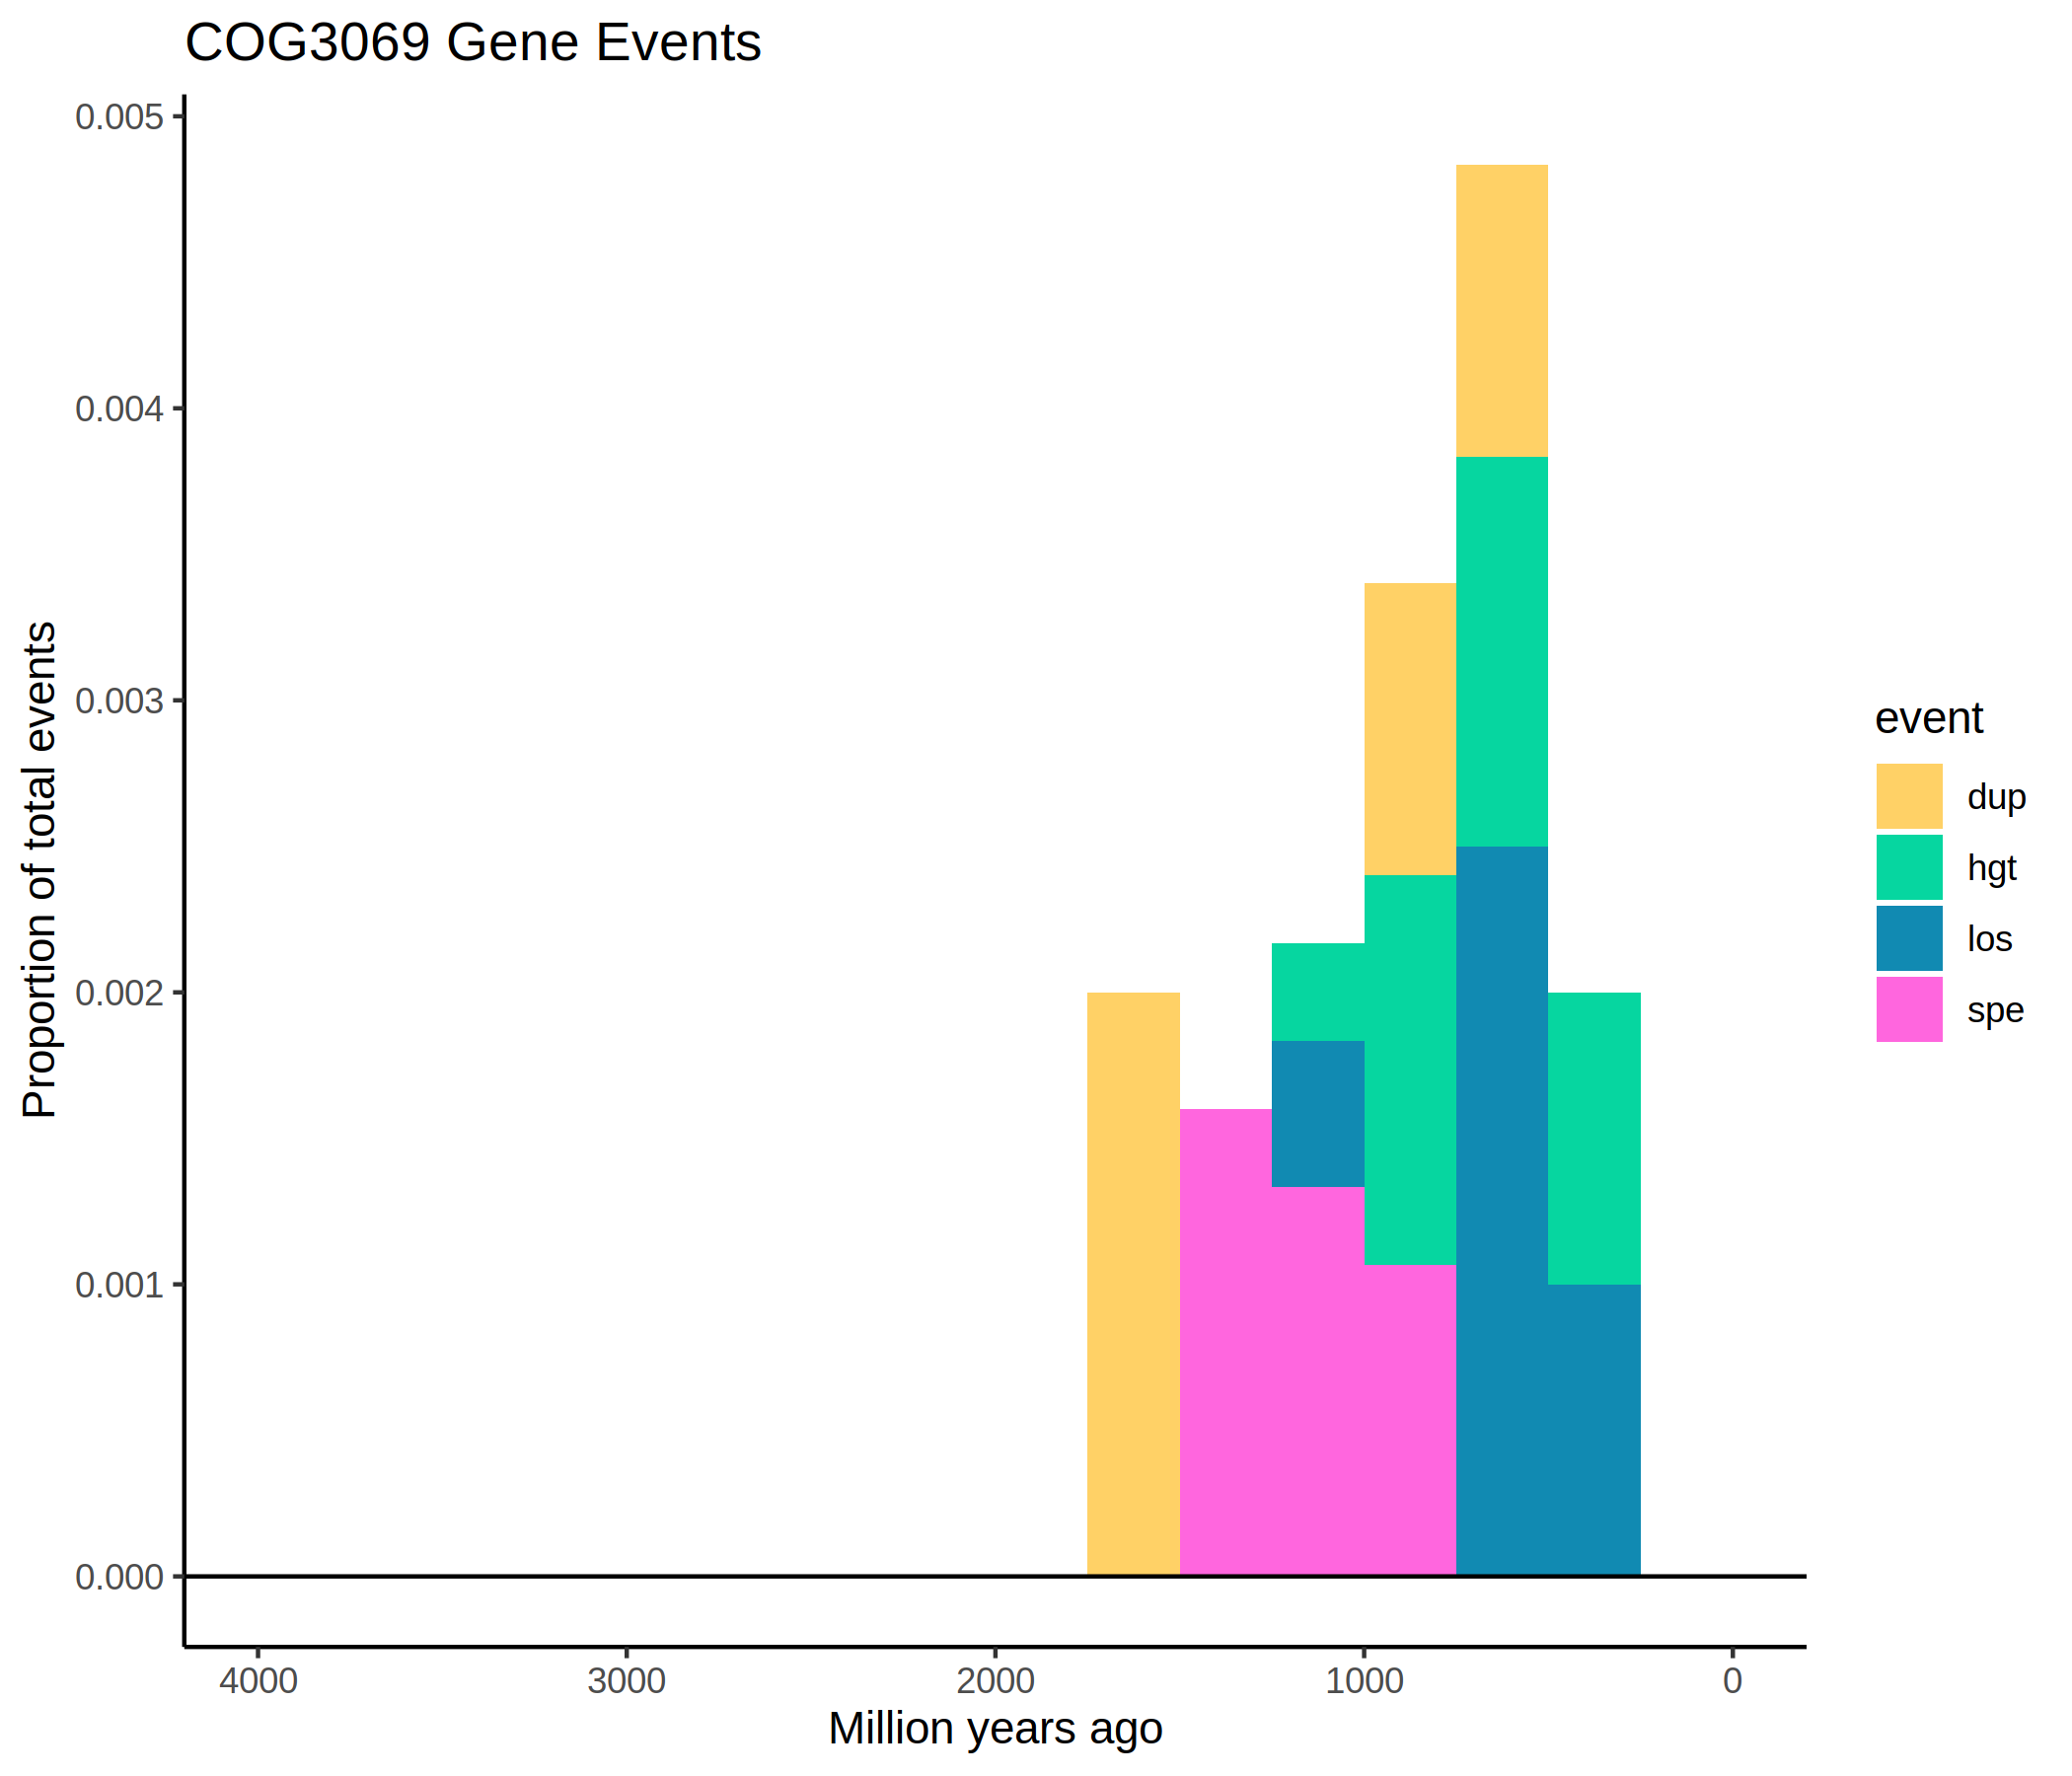 COG3069 Gene Events
0.005
0.004
0.003
0.002
0.001
0.000
Proportion of total events
4000 3000 2000 1000 0
Million years ago
event
dup
hgt
los
spe